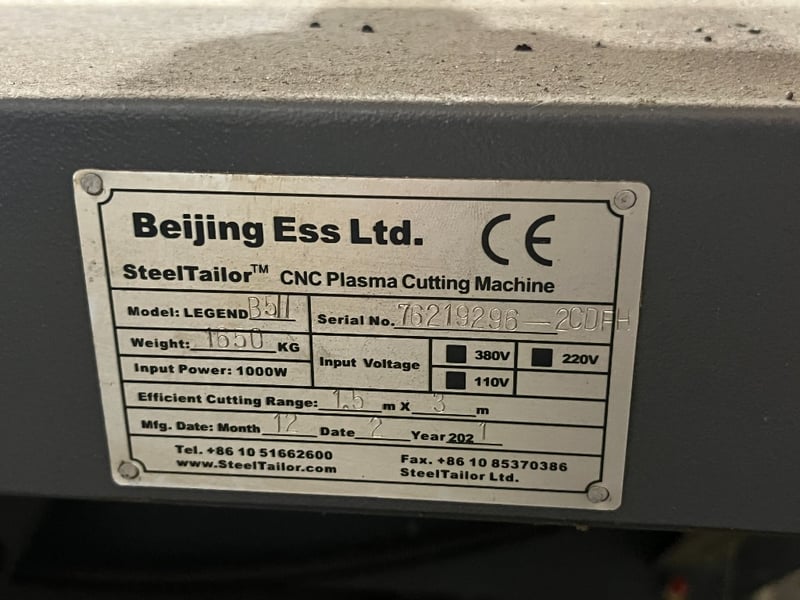 Beijing Ess Ltd. CE
SteelTailor™ CNC Plasma Cutting Machine
Model: LEGEND B5II Serial No. 76219296-2CDFH
Weight: 1650 KG
Input Voltage 380V 220V
110V
Input Power: 1000W
Efficient Cutting Range: 1.5 m X 3 m
Mfg. Date: Month 12 Date 2 Year 2021
Tel. +86 10 51662600 Fax. +86 10 85370386
www.SteelTailor.com SteelTailor Ltd.